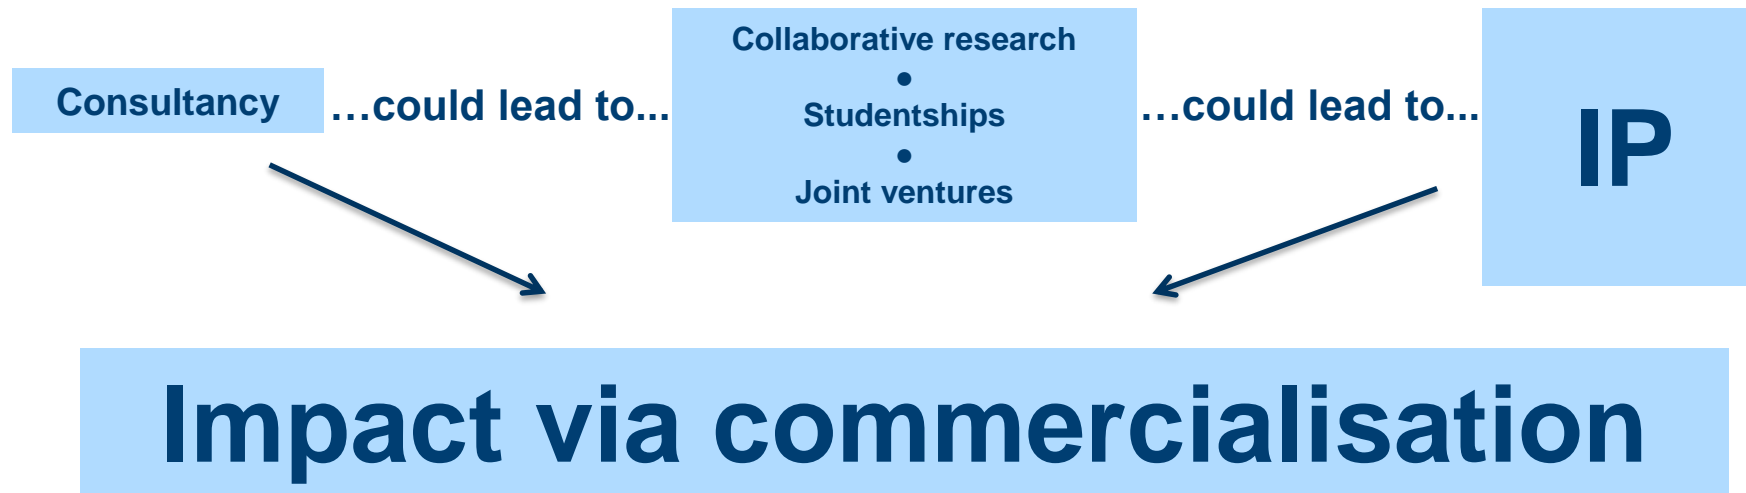 Consultancy
…could lead to...
Collaborative research
•
Studentships
•
Joint ventures
…could lead to...
IP
Impact via commercialisation